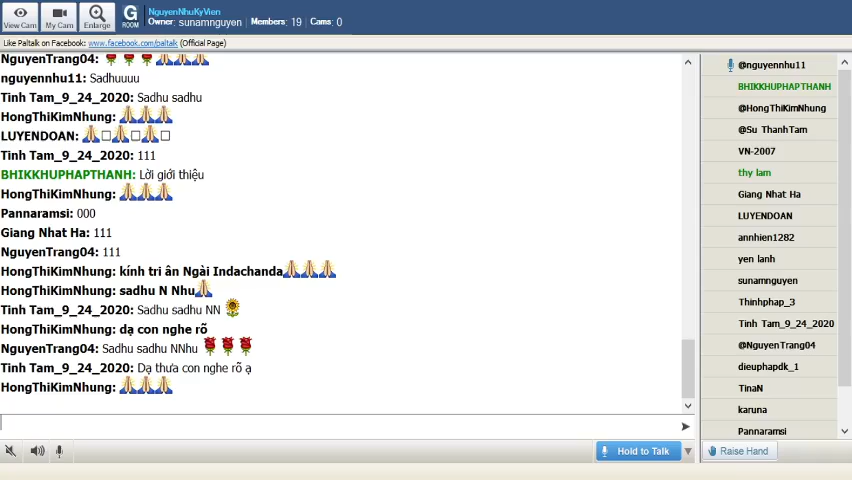 View Cam
My Cam
Enlarge
G ROOM
NguyenNhuKyVien
Owner: sunamnguyen Members: 19 Cams: 0
Like Paltalk on Facebook: www.facebook.com/paltalk (Official Page)
NguyenTrang04:
nguyennhu11: Sadhuuuu
Tinh Tam_9_24_2020: Sadhu sadhu
HongThiKimNhung:
LUYENDOAN:
Tinh Tam_9_24_2020: 111
BHIKKHUPHAPTHANH: Lời giới thiệu
HongThiKimNhung:
Pannaramsi: 000
Giang Nhat Ha: 111
NguyenTrang04: 111
HongThiKimNhung: kính tri ân Ngài Indachanda
HongThiKimNhung: sadhu N Nhu
Tinh Tam_9_24_2020: Sadhu sadhu NN
HongThiKimNhung: dạ con nghe rõ
NguyenTrang04: Sadhu sadhu NNhu
Tinh Tam_9_24_2020: Dạ thưa con nghe rõ ạ
HongThiKimNhung:
Hold to Talk
@nguyennhu11
BHIKKHUPHAPTHANH
@HongThiKimNhung
@Su ThanhTam
VN-2007
thy lam
Giang Nhat Ha
LUYENDOAN
annhien1282
yen lanh
sunamnguyen
Thinhphap_3
Tinh Tam_9_24_2020
@NguyenTrang04
dieuphapdk_1
TinaN
karuna
Pannaramsi
Raise Hand